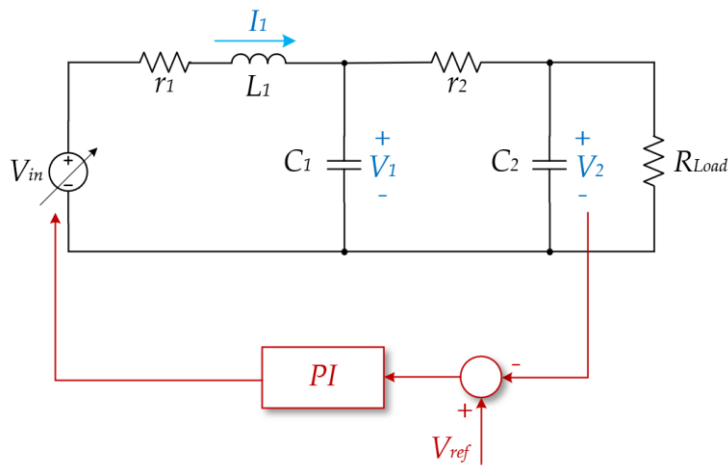 I1
r1
L1
r2
Vin
+
-
C1
+
V1
-
C2
+
V2
-
RLoad
PI
-
+
Vref